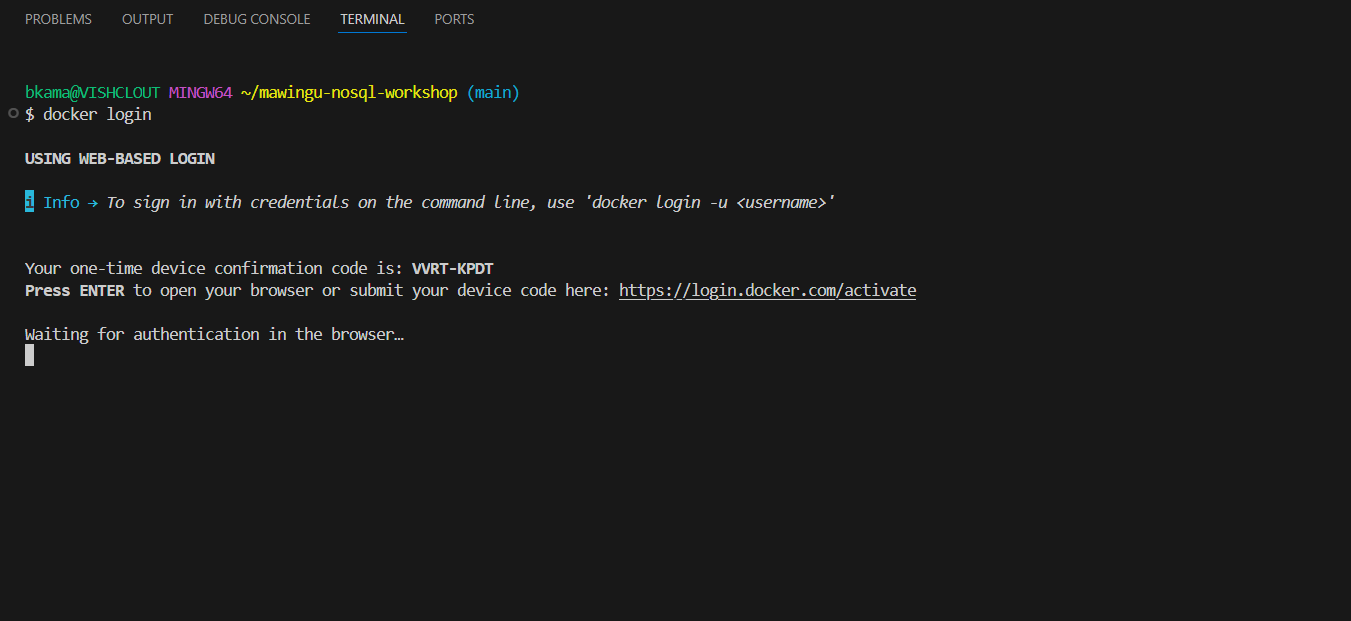 PROBLEMS OUTPUT DEBUG CONSOLE TERMINAL PORTS
bkama@VISHCLOUT MINGW64 ~/mawingu-nosql-workshop (main)
$ docker login
USING WEB-BASED LOGIN
i Info → To sign in with credentials on the command line, use 'docker login -u <username>'
Your one-time device confirmation code is: VVRT-KPDT
Press ENTER to open your browser or submit your device code here: https://login.docker.com/activate
Waiting for authentication in the browser…